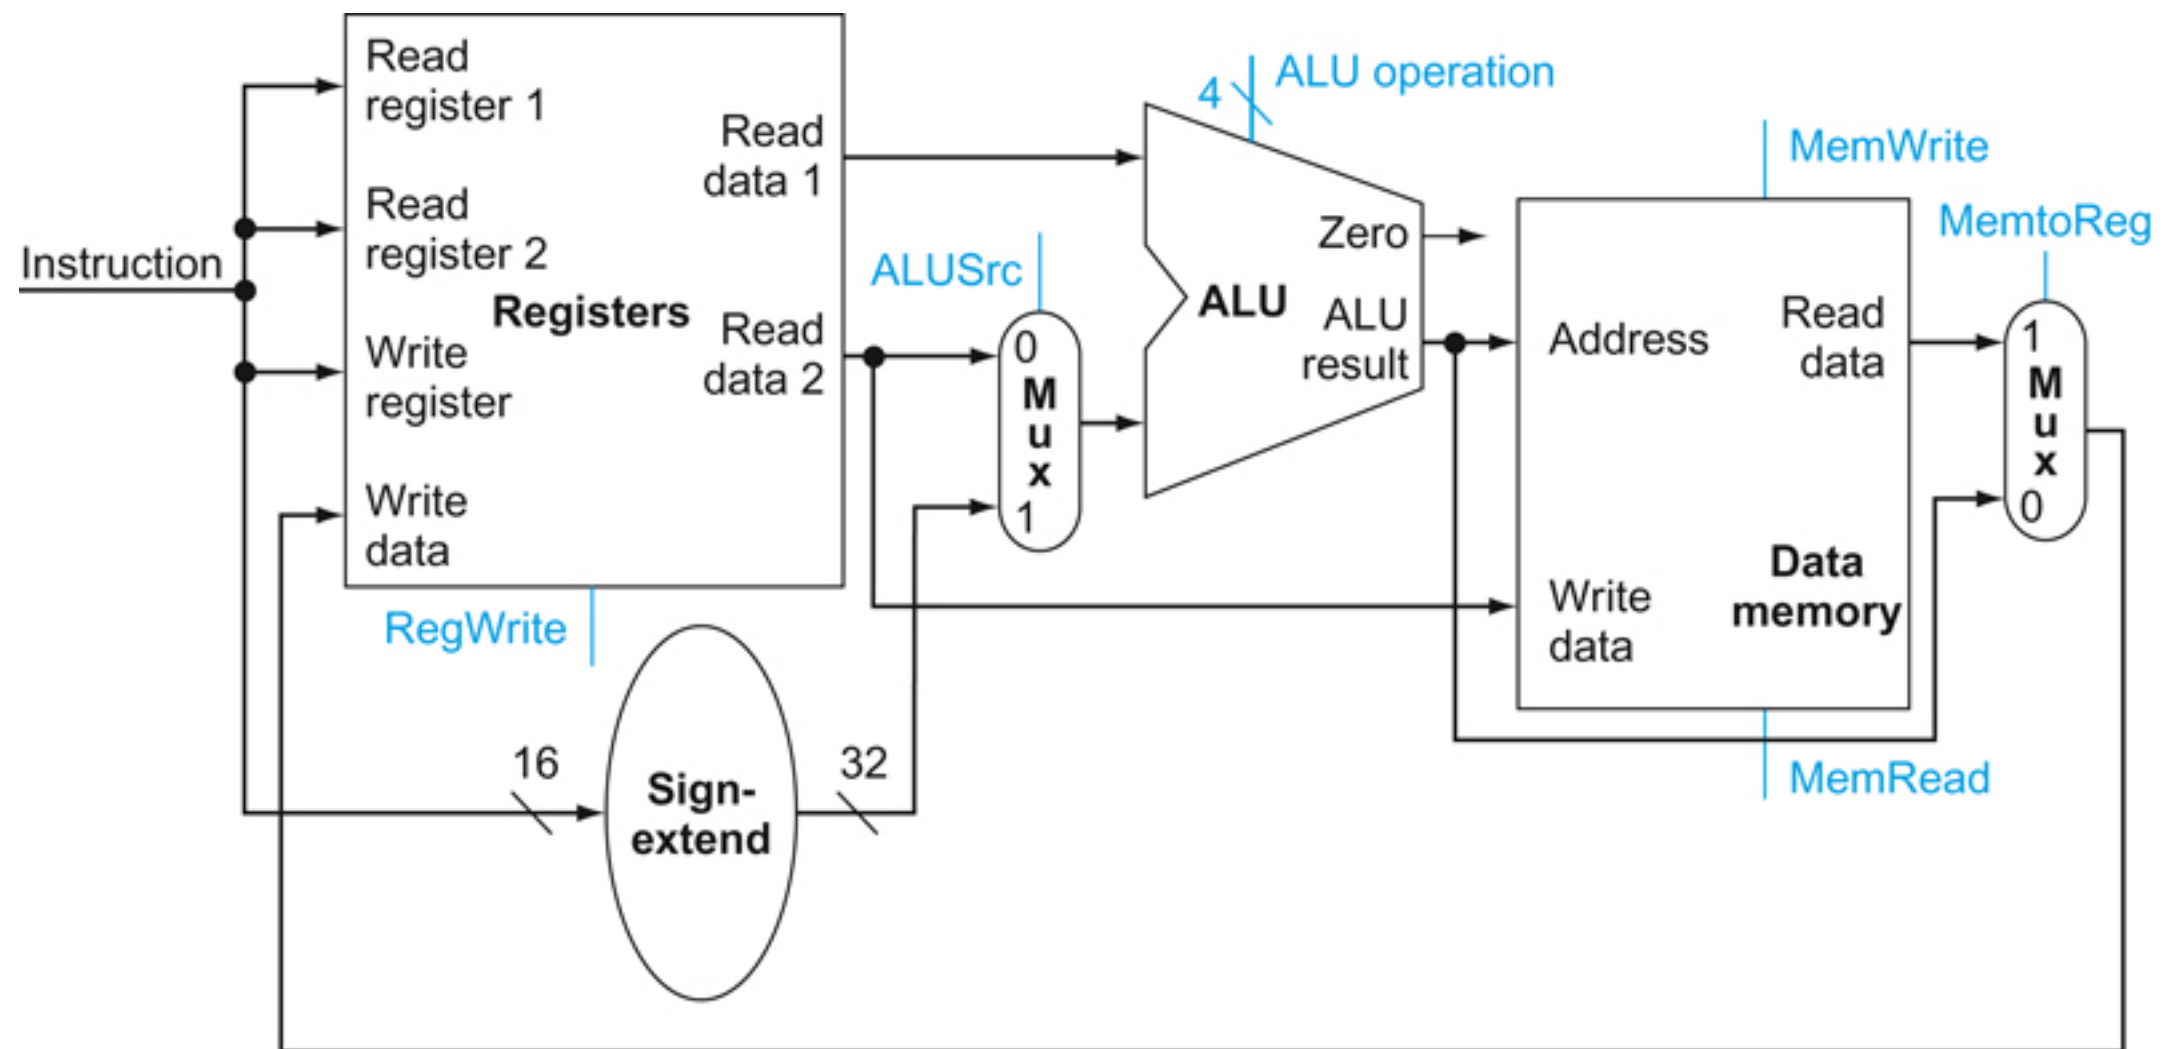 Instruction
Read
register 1
Read
register 2
Registers
Write
register
Write
data
Read
data 1
Read
data 2
RegWrite
16
Sign-
extend
32
ALUSrc
0
M
u
x
1
4
ALU operation
Zero
ALU
ALU
result
MemWrite
Address
Read
data
Write
data
Data
memory
MemRead
MemtoReg
1
M
u
x
0